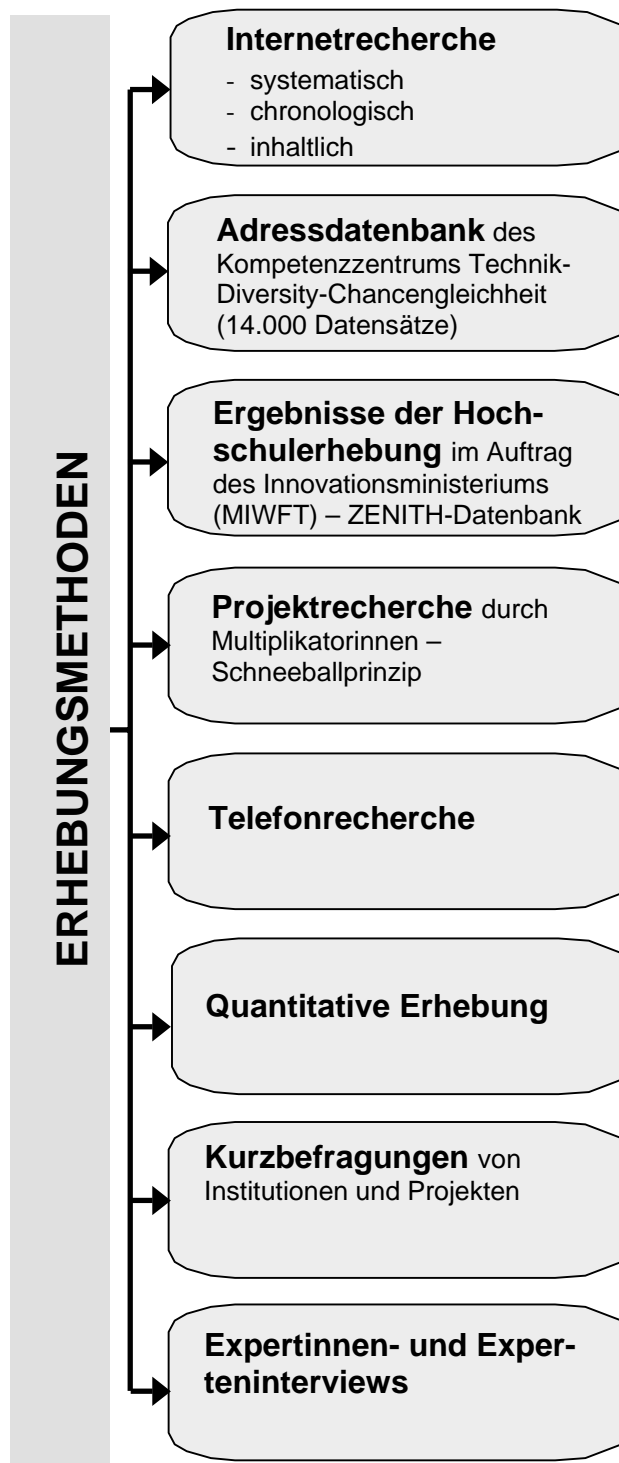 ERHEBUNGSMETHODEN
Internetrecherche
- systematisch
- chronologisch
- inhaltlich
Adressdatenbank des
Kompetenzzentrums Technik-
Diversity-Chancengleichheit
(14.000 Datensätze)
Ergebnisse der Hoch-
schulerhebung im Auftrag
des Innovationsministeriums
(MIWFT) – ZENITH-Datenbank
Projektrecherche durch
Multiplikatorinnen –
Schneeballprinzip
Telefonrecherche
Quantitative Erhebung
Kurzbefragungen von
Institutionen und Projekten
Expertinnen- und Exper-
teninterviews